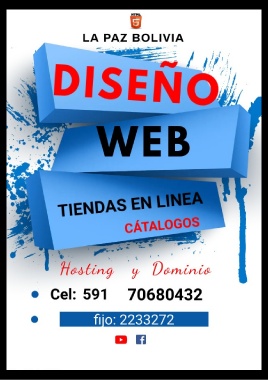 LA PAZ BOLIVIA
DISEÑO
WEB
TIENDAS EN LINEA
CÁTALOGOS
Hosting y Dominio
Cel: 591 70680432
fijo: 2233272